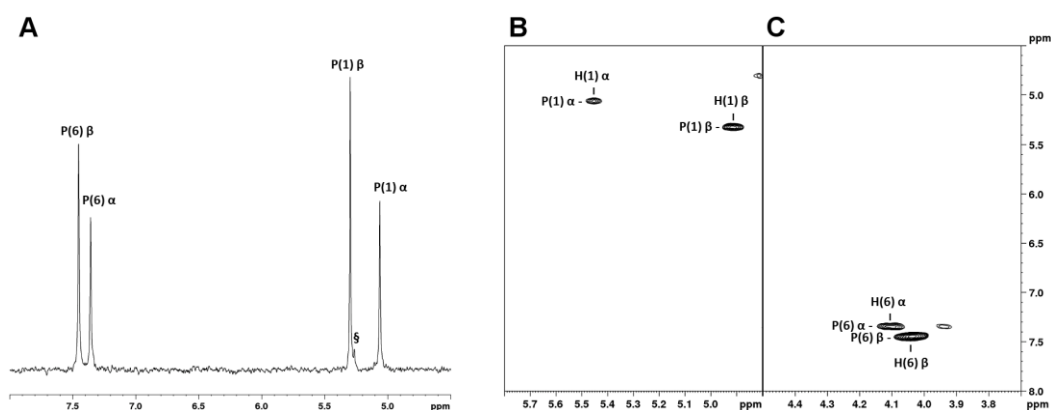 A
P(1) β
P(6) β
P(6) α
P(1) α
§
7.5 7.0 6.5 6.0 5.5 5.0 ppm
B
H(1) α
P(1) α -
H(1) β
P(1) β -
5.7 5.6 5.5 5.4 5.3 5.2 5.1 5.0 ppm
C
ppm
5.0
5.5
6.0
6.5
7.0
7.5
8.0
H(6) α
P(6) α -
P(6) β -
H(6) β
4.4 4.3 4.2 4.1 4.0 3.9 3.8 ppm